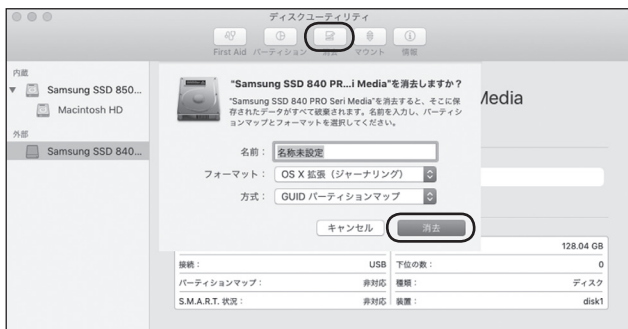 ディスクユーティリティ
First Aid パーティション 消去 マウント 情報
内蔵
Samsung SSD 850...
Macintosh HD
外部
Samsung SSD 840...
"Samsung SSD 840 PR...i Media"を消去しますか？
"Samsung SSD 840 PRO Seri Media"を消去すると、そこに保
存されたデータがすべて破棄されます。名前を入力し、パーティシ
ョンマップとフォーマットを選択してください。
Media
名前： 名称未設定
フォーマット： OS X 拡張（ジャーナリング）
方式： GUID パーティションマップ
キャンセル 消去
128.04 GB
接続： USB 下位の数： 0
パーティションマップ： 非対応 種類： ディスク
S.M.A.R.T. 状況： 非対応 装置： disk1